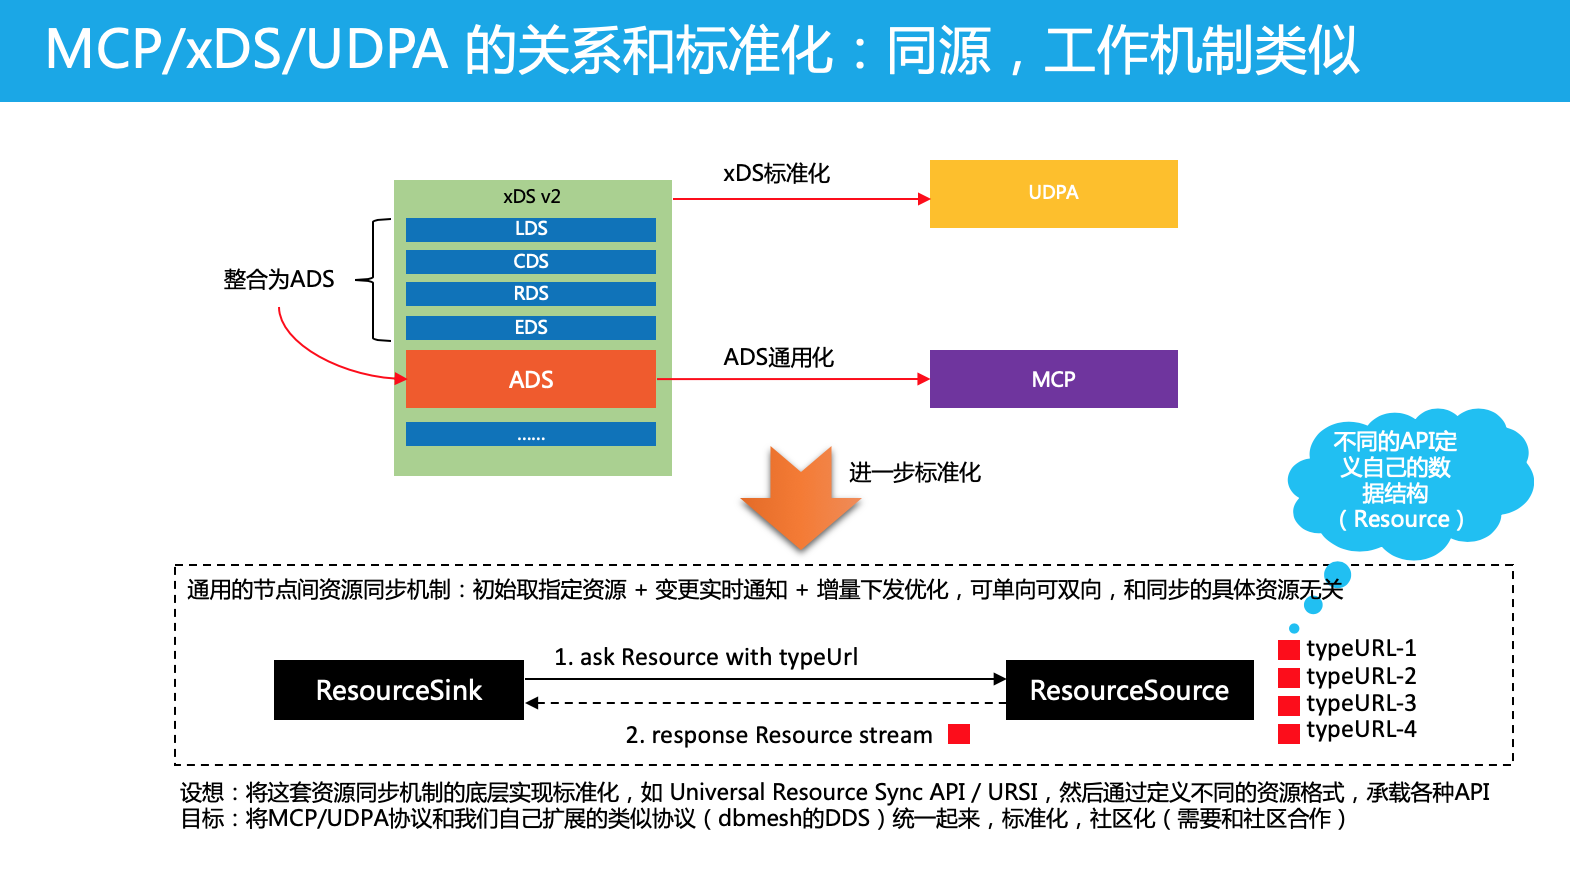 MCP/xDS/UDPA 的关系和标准化：同源，工作机制类似
xDS v2
LDS
CDS
RDS
EDS
ADS
......
整合为ADS
xDS标准化
UDPA
ADS通用化
MCP
进一步标准化
不同的API定
义自己的数
据结构
（Resource）
通用的节点间资源同步机制：初始取指定资源 + 变更实时通知 + 增量下发优化，可单向可双向，和同步的具体资源无关
1. ask Resource with typeUrl
ResourceSink
ResourceSource
2. response Resource stream
typeURL-1
typeURL-2
typeURL-3
typeURL-4
设想：将这套资源同步机制的底层实现标准化，如 Universal Resource Sync API / URSI，然后通过定义不同的资源格式，承载各种API
目标：将MCP/UDPA协议和我们自己扩展的类似协议（dbmesh的DDS）统一起来，标准化，社区化（需要和社区合作）